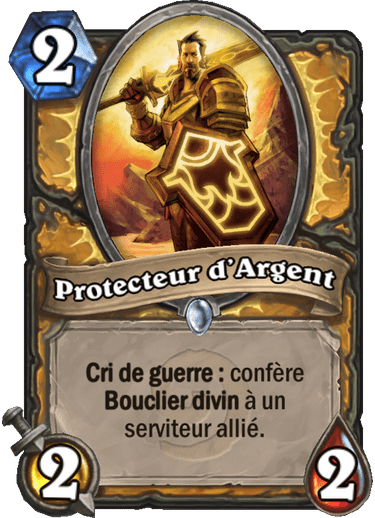 2
Protecteur d'Argent
Cri de guerre : confère
Bouclier divin à un
serviteur allié.
2
2